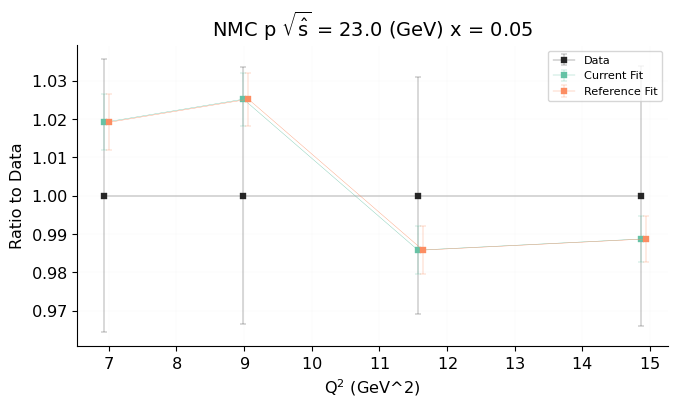 NMC p √ŝ = 23.0 (GeV) x = 0.05
Data
Current Fit
Reference Fit
Ratio to Data
1.03
1.02
1.01
1.00
0.99
0.98
0.97
7 8 9 10 11 12 13 14 15
Q² (GeV^2)